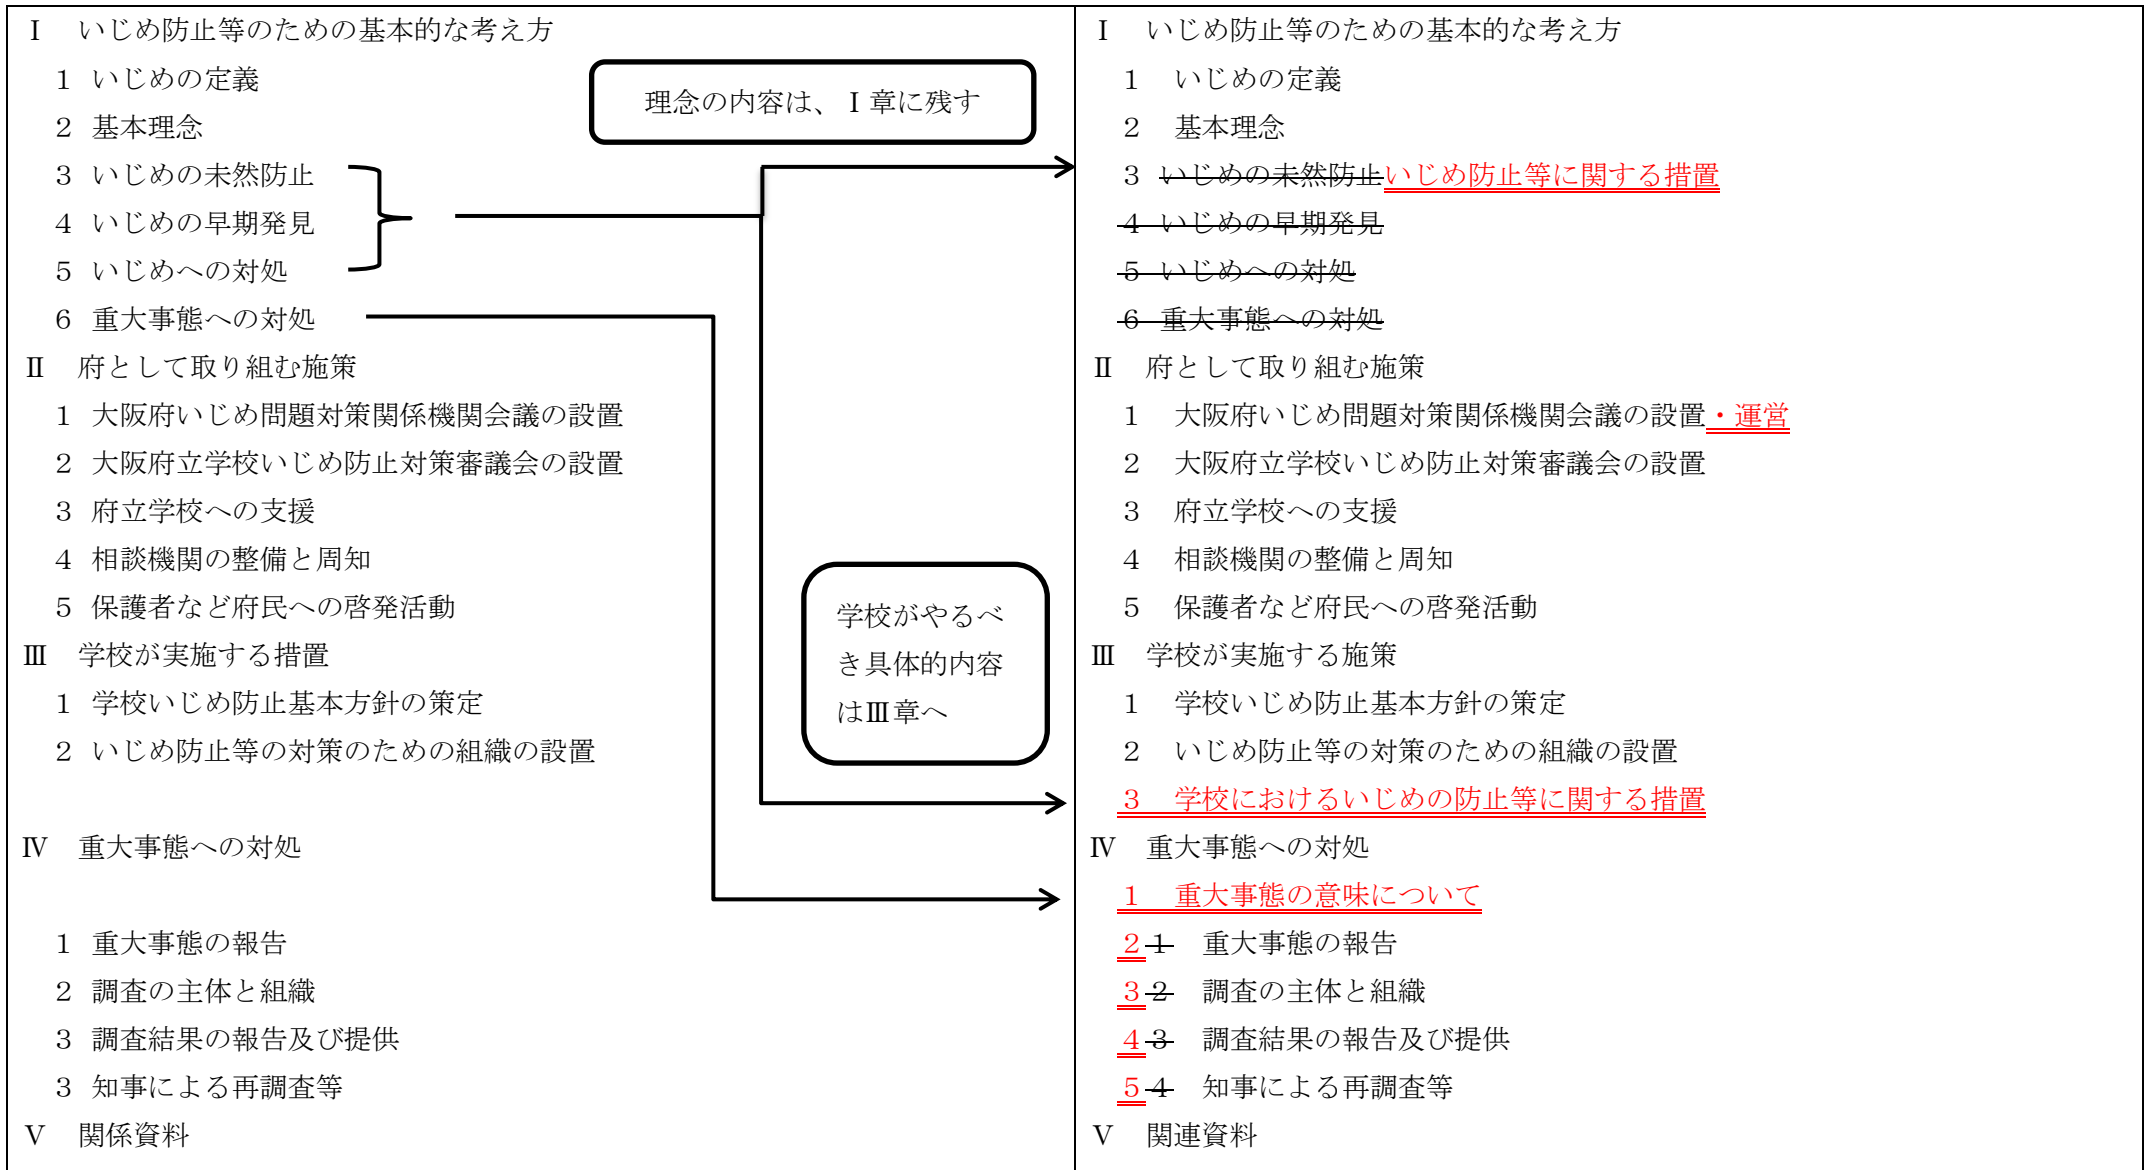 Ⅰ　いじめ防止等のための基本的な考え方
1 いじめの定義
2 基本理念
3 いじめの未然防止
4 いじめの早期発見
5 いじめへの対処
6 重大事態への対処
Ⅱ　府として取り組む施策
1 大阪府いじめ問題対策関係機関会議の設置
2 大阪府立学校いじめ防止対策審議会の設置
3 府立学校への支援
4 相談機関の整備と周知
5 保護者など府民への啓発活動
Ⅲ　学校が実施する措置
1 学校いじめ防止基本方針の策定
2 いじめ防止等の対策のための組織の設置
Ⅳ　重大事態への対処
1 重大事態の報告
2 調査の主体と組織
3 調査結果の報告及び提供
3 知事による再調査等
Ⅴ　関係資料
理念の内容は、Ⅰ章に残す
学校がやるべ
き具体的内容
はⅢ章へ
Ⅰ　いじめ防止等のための基本的な考え方
1　いじめの定義
2　基本理念
3 いじめの未然防止いじめ防止等に関する措置
4 いじめの早期発見
5 いじめへの対処
6 重大事態への対処
Ⅱ　府として取り組む施策
1　大阪府いじめ問題対策関係機関会議の設置・運営
2　大阪府立学校いじめ防止対策審議会の設置
3　府立学校への支援
4　相談機関の整備と周知
5　保護者など府民への啓発活動
Ⅲ　学校が実施する施策
1　学校いじめ防止基本方針の策定
2　いじめ防止等の対策のための組織の設置
3　学校におけるいじめの防止等に関する措置
Ⅳ　重大事態への対処
1　重大事態の意味について
2 1　重大事態の報告
3 2　調査の主体と組織
4 3　調査結果の報告及び提供
5 4　知事による再調査等
Ⅴ　関連資料